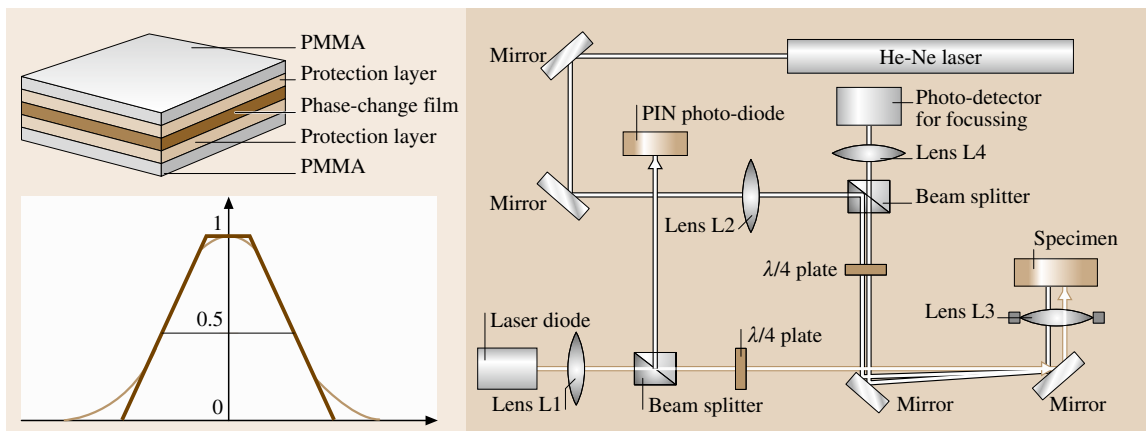 PMMA
Protection layer
Phase-change film
Protection layer
PMMA
1
0.5
0
Mirror
He-Ne laser
PIN photo-diode
Photo-detector
for focussing
Lens L4
Mirror
Lens L2
Beam splitter
λ/4 plate
Specimen
Lens L3
Laser diode
λ/4 plate
Lens L1
Beam splitter
Mirror
Mirror